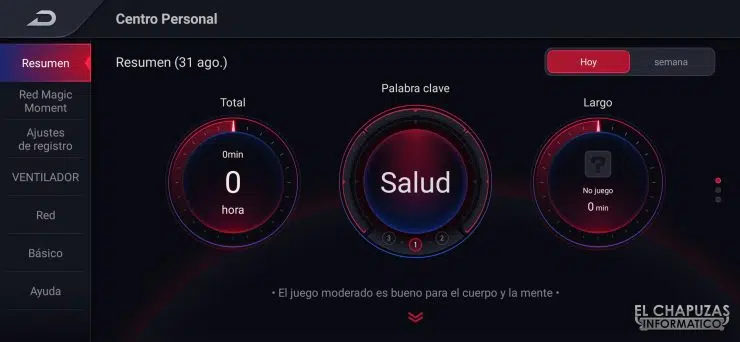 Centro Personal
Resumen
Red Magic
Moment
Ajustes
de registro
VENTILADOR
Red
Básico
Ayuda
Resumen (31 ago.)
Hoy
semana
Total
0min
0
hora
Palabra clave
Salud
3
1
2
Largo
?
No juego
0 min
• El juego moderado es bueno para el cuerpo y la mente •
EL CHAPUZAS
INFORMÁTICO